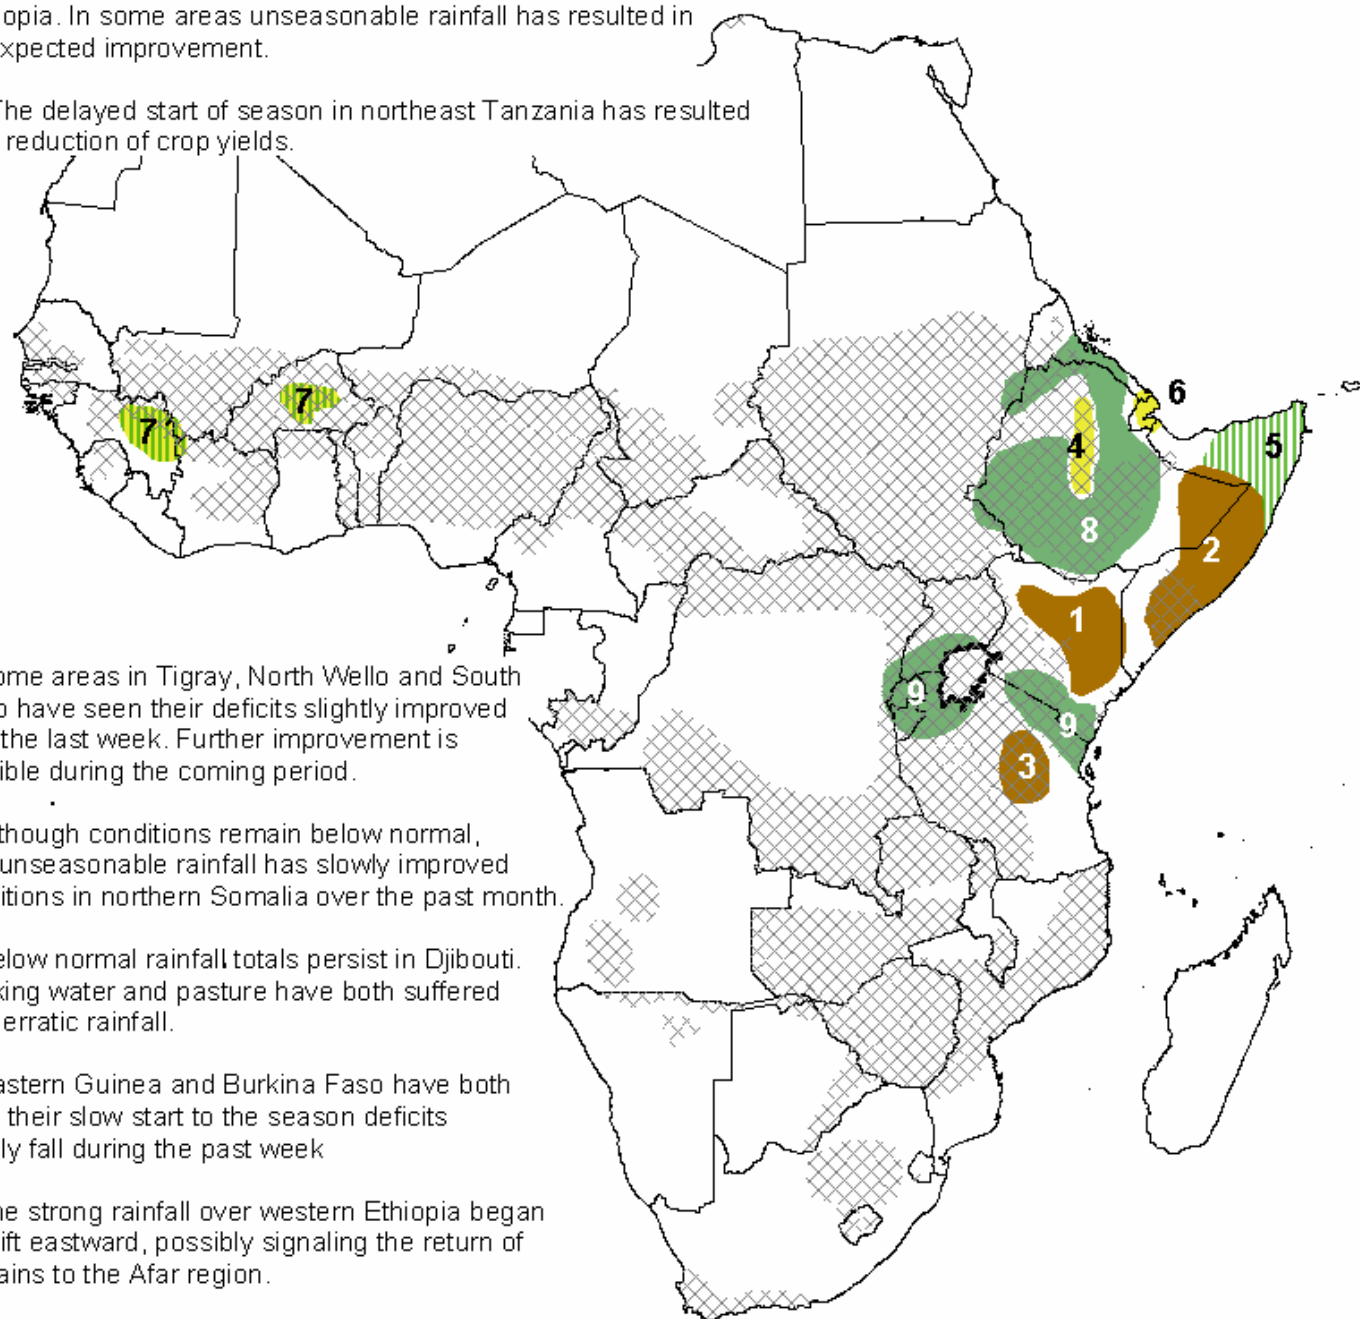 opia. In some areas unseasonable rainfall has resulted in
xpected improvement.
The delayed start of season in northeast Tanzania has resulted
reduction of crop yields.
6
7
7
4
5
8
2
1
9
9
3
ome areas in Tigray, North Wello and South
o have seen their deficits slightly improved
the last week. Further improvement is
ible during the coming period.
though conditions remain below normal,
unseasonable rainfall has slowly improved
itions in northern Somalia over the past month.
elow normal rainfall totals persist in Djibouti.
king water and pasture have both suffered
erratic rainfall.
astern Guinea and Burkina Faso have both
their slow start to the season deficits
ly fall during the past week
ne strong rainfall over western Ethiopia began
ift eastward, possibly signaling the return of
ains to the Afar region.